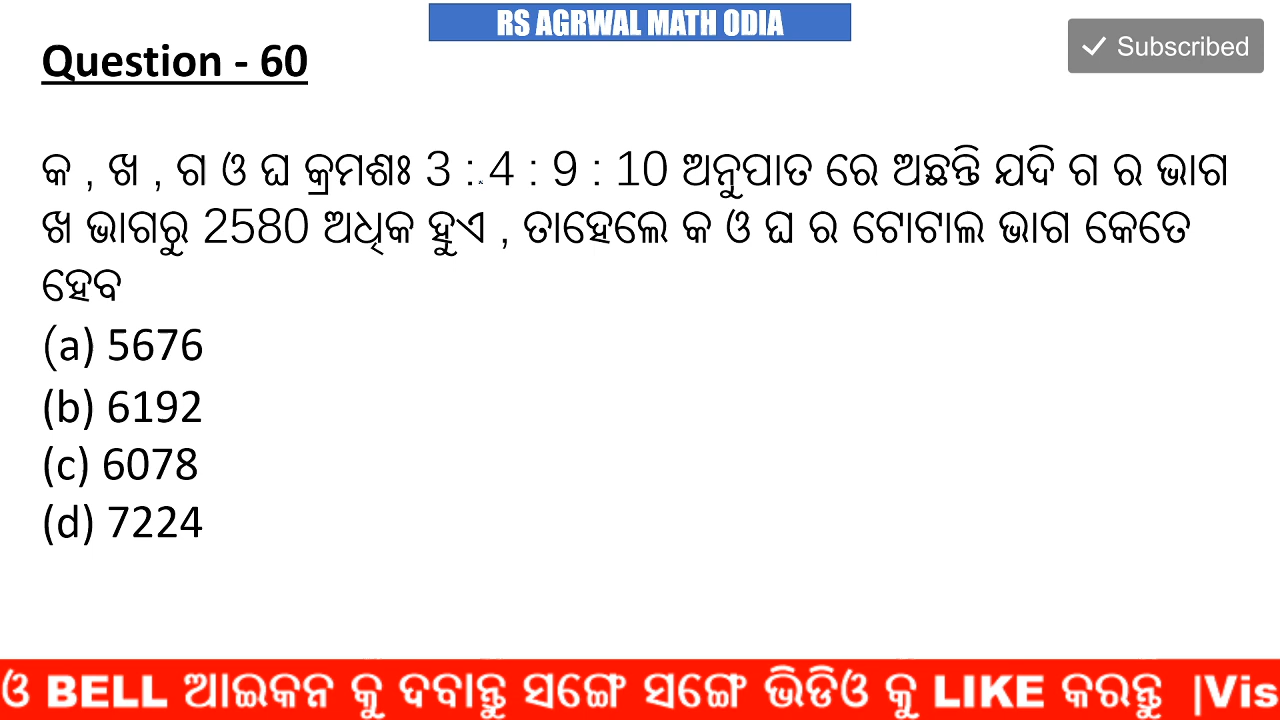 RS AGRWAL MATH ODIA
Subscribed
Question - 60
କ , ଖ , ଗ ଓ ଘ କ୍ରମଶଃ 3 : 4 : 9 : 10 ଅନୁପାତ ରେ ଅଛନ୍ତି ଯଦି ଗ ର ଭାଗ
ଖ ଭାଗରୁ 2580 ଅଧିକ ହୁଏ , ତାହେଲେ କ ଓ ଘ ର ଟୋଟାଲ ଭାଗ କେତେ
ହେବ
(a) 5676
(b) 6192
(c) 6078
(d) 7224
ଓ BELL ଆଇକନ କୁ ଦବାନ୍ତୁ ସଙ୍ଗେ ସଙ୍ଗେ ଭିଡିଓ କୁ LIKE କରନ୍ତୁ |Vis